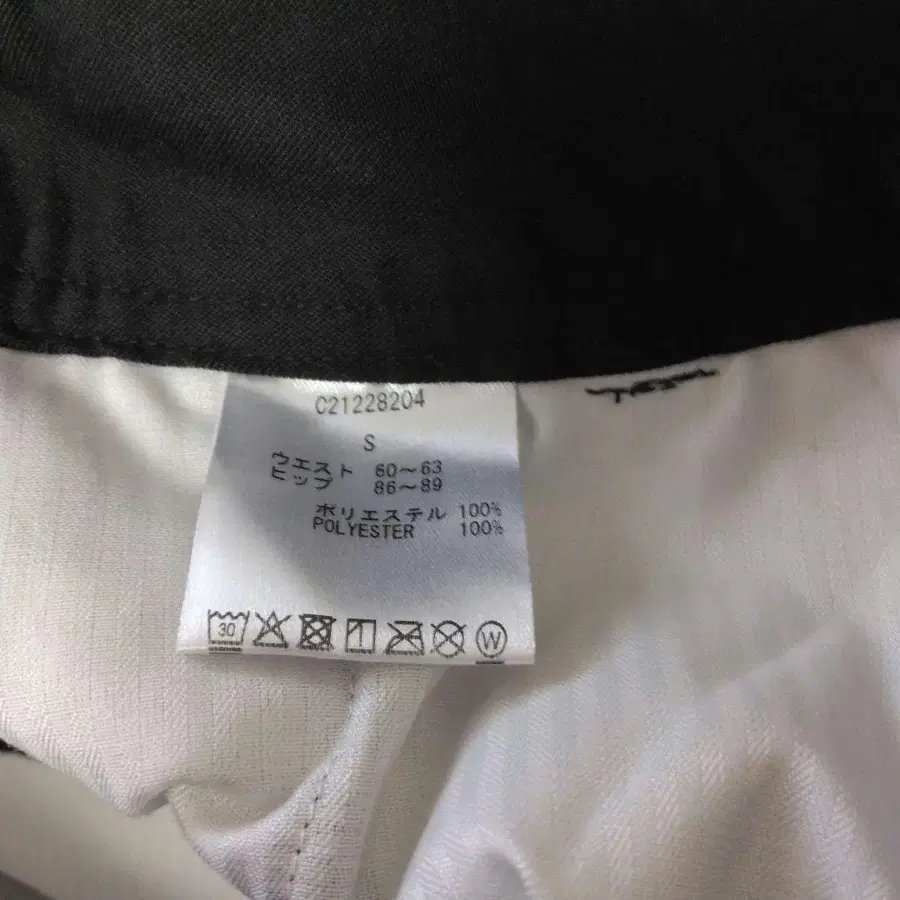 C21228204
S
ウエスト 60~63
ヒップ 86~89
ポリエステル 100%
POLYESTER 100%
30
W